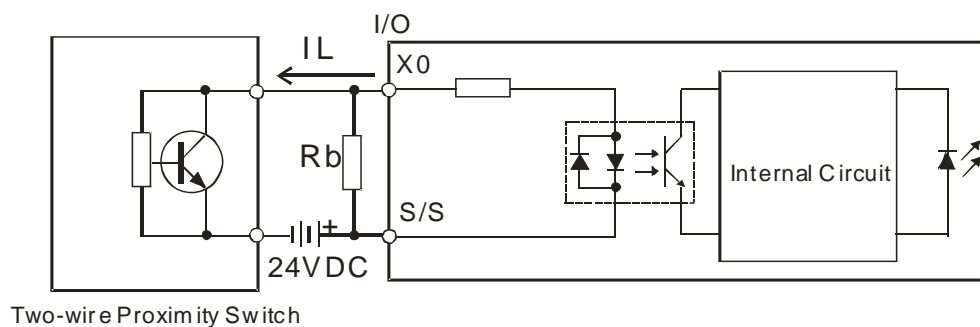 I/O
IL
X0
Rb
Internal Circuit
S/S
+
24VDC
Two-wire Proximity Switch